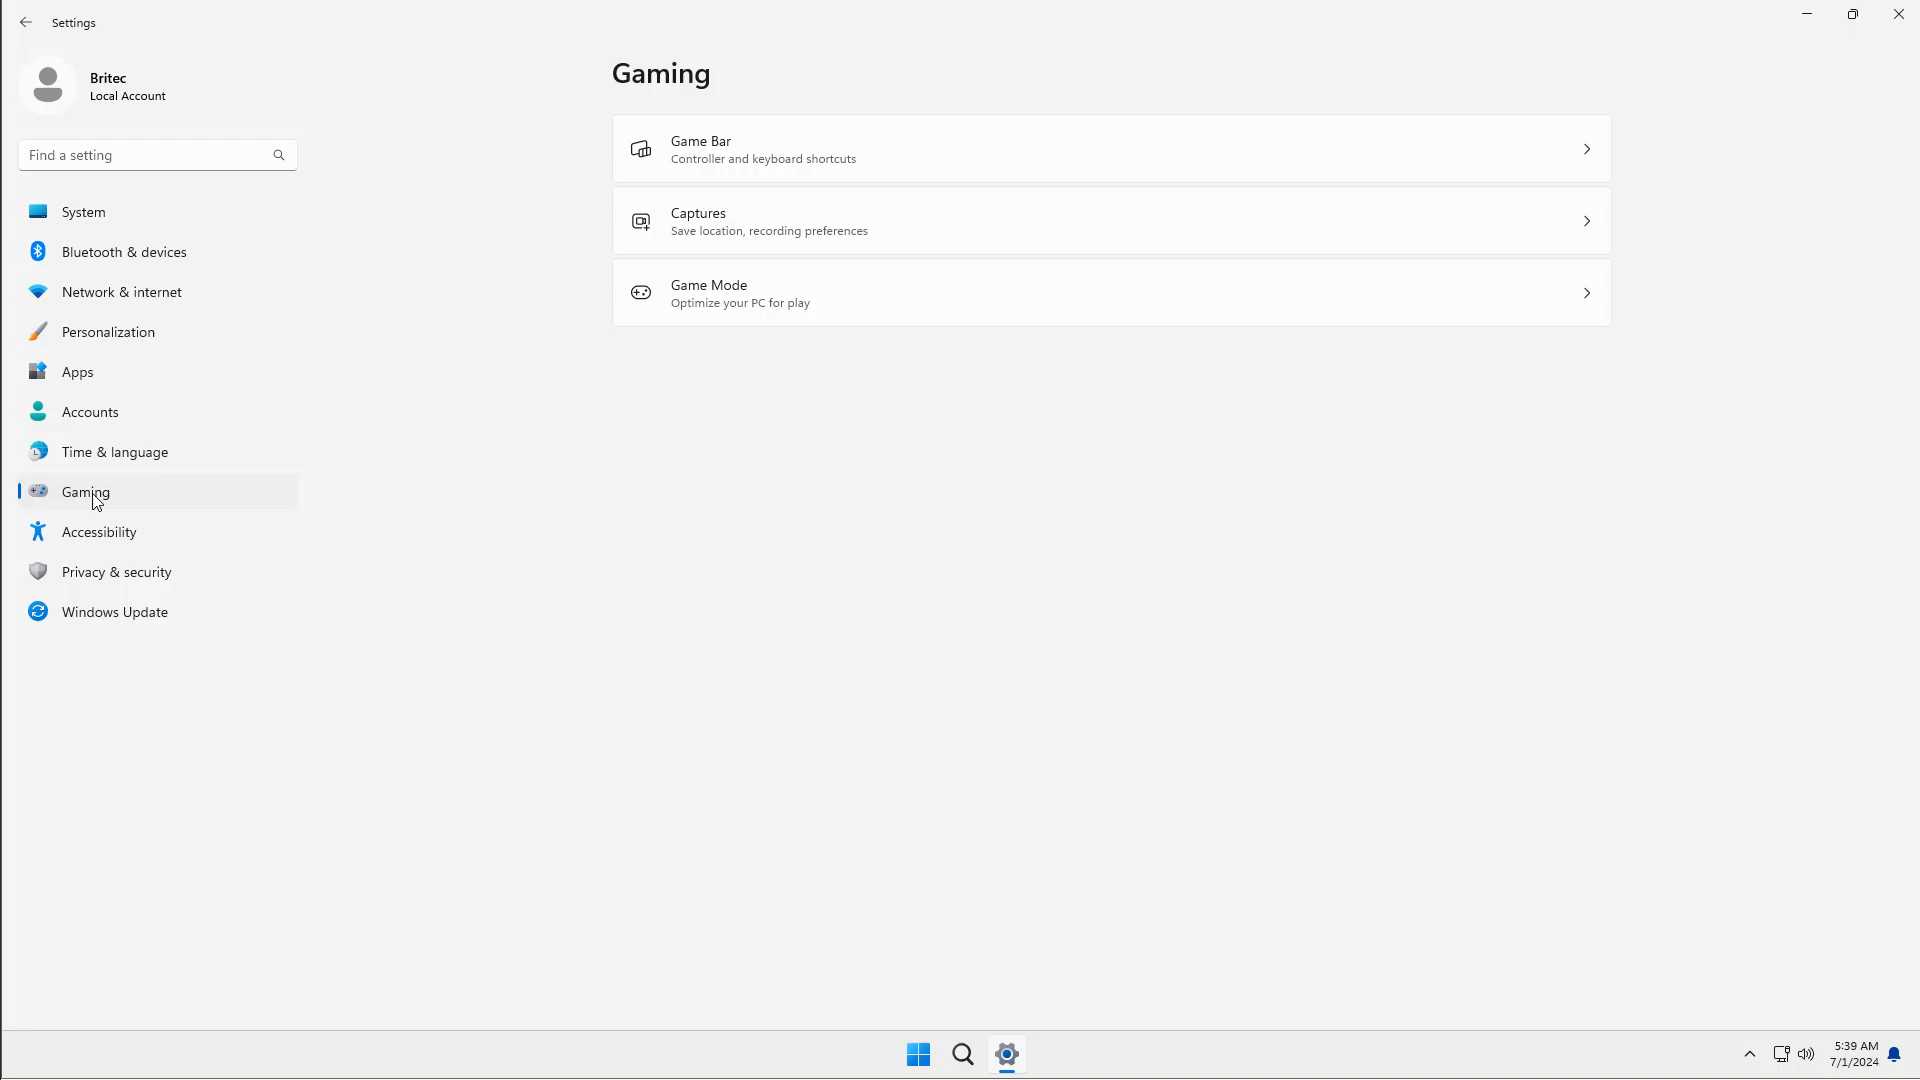 Settings
Britec
Local Account
Find a setting
System
Bluetooth & devices
Network & internet
Personalization
Apps
Accounts
Time & language
Gaming
Accessibility
Privacy & security
Windows Update
Gaming
Game Bar
Controller and keyboard shortcuts
Captures
Save location, recording preferences
Game Mode
Optimize your PC for play
5:39 AM
7/1/2024